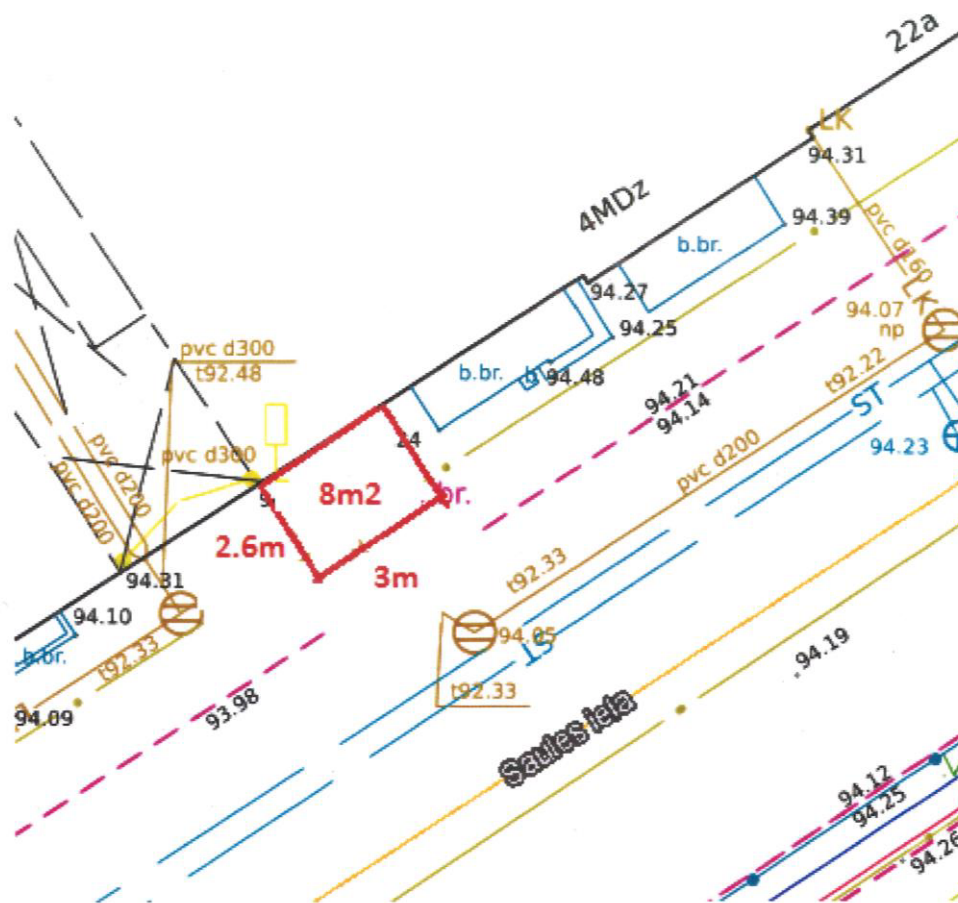 22a
LK
94.31
4MDz
94.39
b.br.
pvc d160
LK
94.27
94.25
94.07
np
pvc d300
t92.48
b.br.
94.48
t92.22
94.21
94.14
ST
94.23
24
pvc d300
pvc d200
pvc d200
pvc d200
8m2
br.
2.6m
3m
94.31
t92.33
94.10
b.br.
t92.33
94.05
94.19
94.09
93.98
t92.33
Saules iela
94.12
94.25
94.26